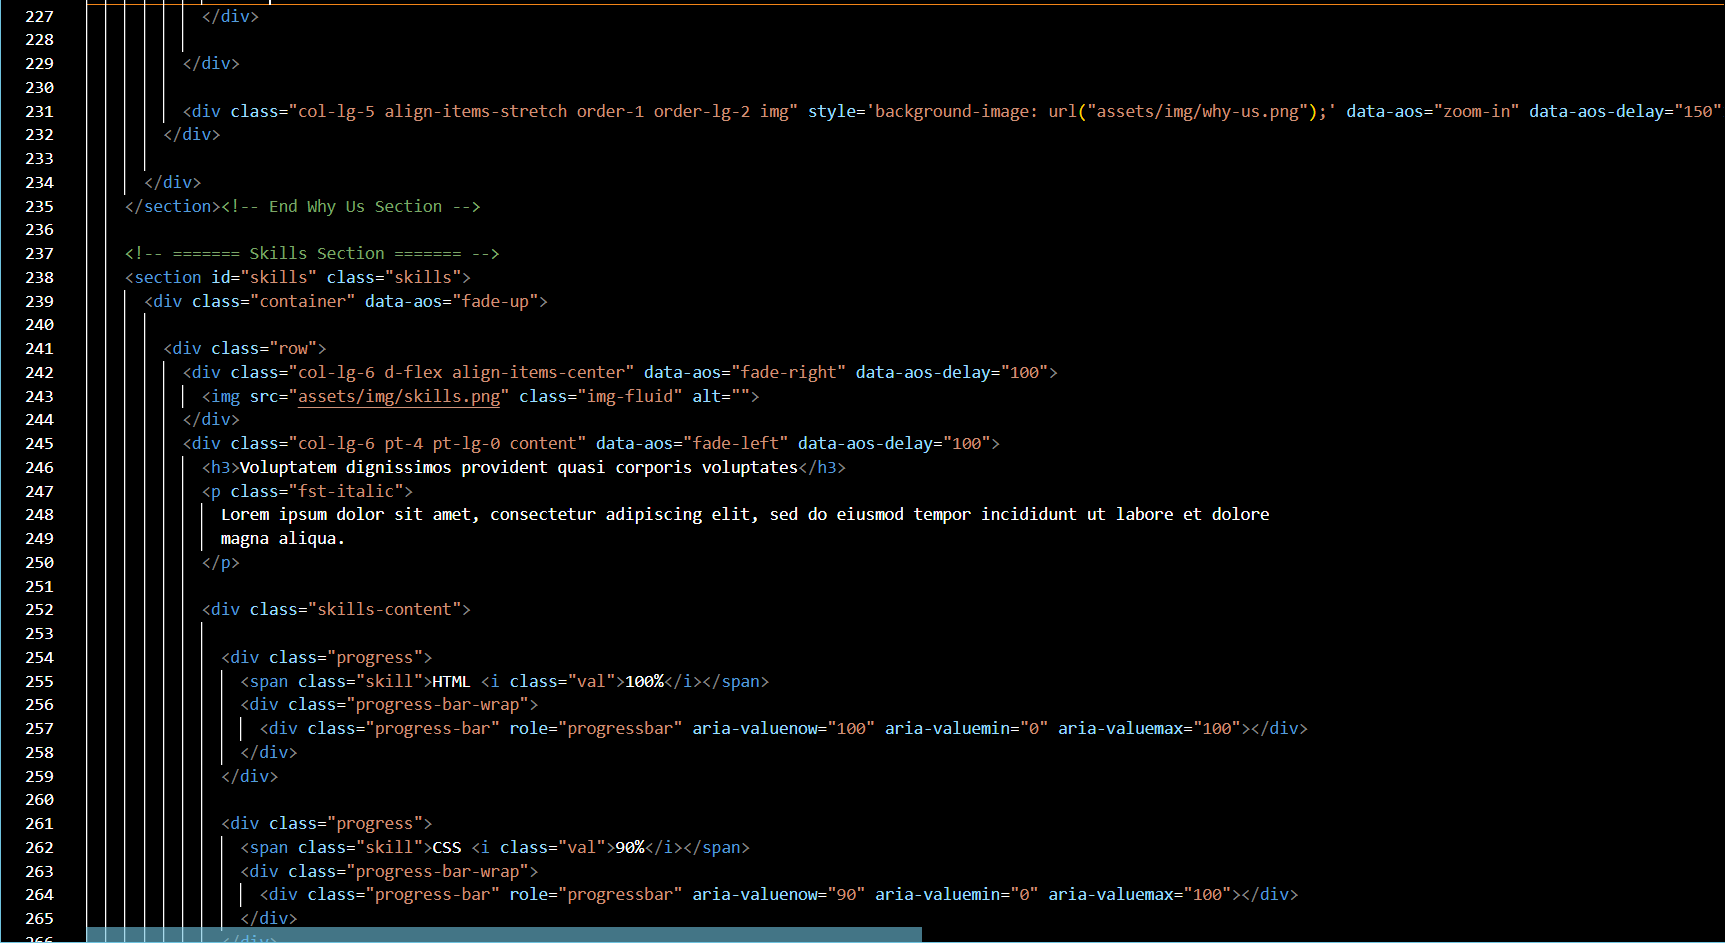 227 </div>
228
229 </div>
230
231 <div class="col-lg-5 align-items-stretch order-1 order-lg-2 img" style='background-image: url("assets/img/why-us.png");' data-aos="zoom-in" data-aos-delay="150"
232 </div>
233
234 </div>
235 </section><!-- End Why Us Section -->
236
237 <!-- ======= Skills Section ======= -->
238 <section id="skills" class="skills">
239 <div class="container" data-aos="fade-up">
240
241 <div class="row">
242 <div class="col-lg-6 d-flex align-items-center" data-aos="fade-right" data-aos-delay="100">
243 <img src="assets/img/skills.png" class="img-fluid" alt="">
244 </div>
245 <div class="col-lg-6 pt-4 pt-lg-0 content" data-aos="fade-left" data-aos-delay="100">
246 <h3>Voluptatem dignissimos provident quasi corporis voluptates</h3>
247 <p class="fst-italic">
248 Lorem ipsum dolor sit amet, consectetur adipiscing elit, sed do eiusmod tempor incididunt ut labore et dolore
249 magna aliqua.
250 </p>
251
252 <div class="skills-content">
253
254 <div class="progress">
255 <span class="skill">HTML <i class="val">100%</i></span>
256 <div class="progress-bar-wrap">
257 <div class="progress-bar" role="progressbar" aria-valuenow="100" aria-valuemin="0" aria-valuemax="100"></div>
258 </div>
259 </div>
260
261 <div class="progress">
262 <span class="skill">CSS <i class="val">90%</i></span>
263 <div class="progress-bar-wrap">
264 <div class="progress-bar" role="progressbar" aria-valuenow="90" aria-valuemin="0" aria-valuemax="100"></div>
265 </div>
266 </div>